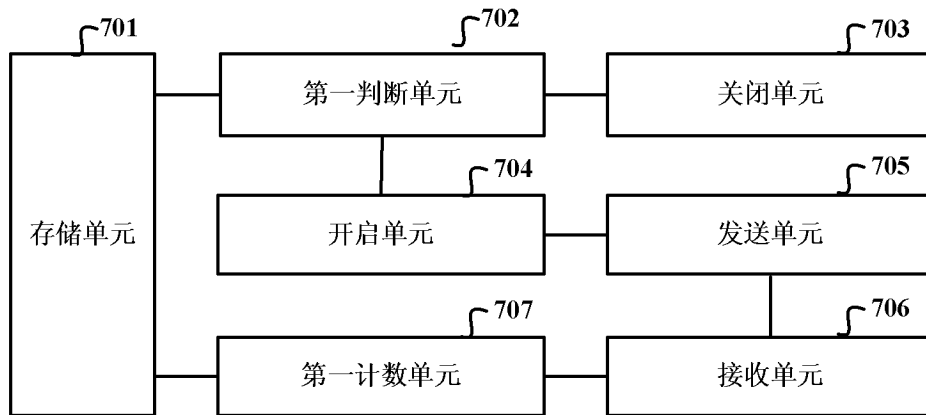 701
702
703
第一判断单元
关闭单元
704
705
存储单元
开启单元
发送单元
707
706
第一计数单元
接收单元